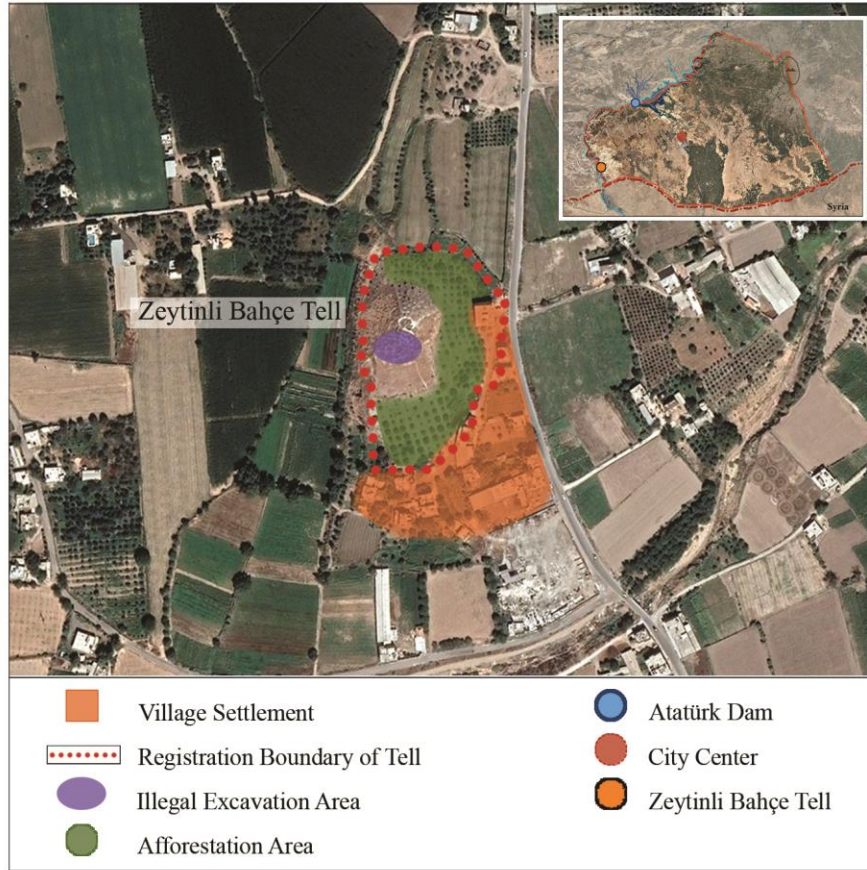 Syria
Zeytinli Bahçe Tell
Village Settlement
Registration Boundary of Tell
Illegal Excavation Area
Afforestation Area
Atatürk Dam
City Center
Zeytinli Bahçe Tell